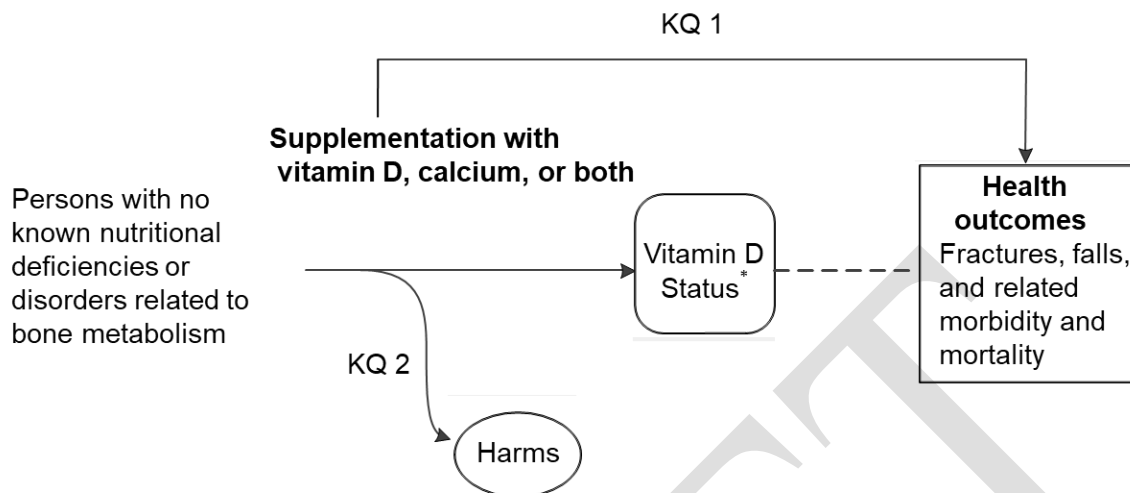 KQ 1
Supplementation with
vitamin D, calcium, or both
Persons with no
known nutritional
deficiencies or
disorders related to
bone metabolism
Vitamin D
Status*
Health
outcomes
Fractures, falls,
and related
morbidity and
mortality
KQ 2
Harms